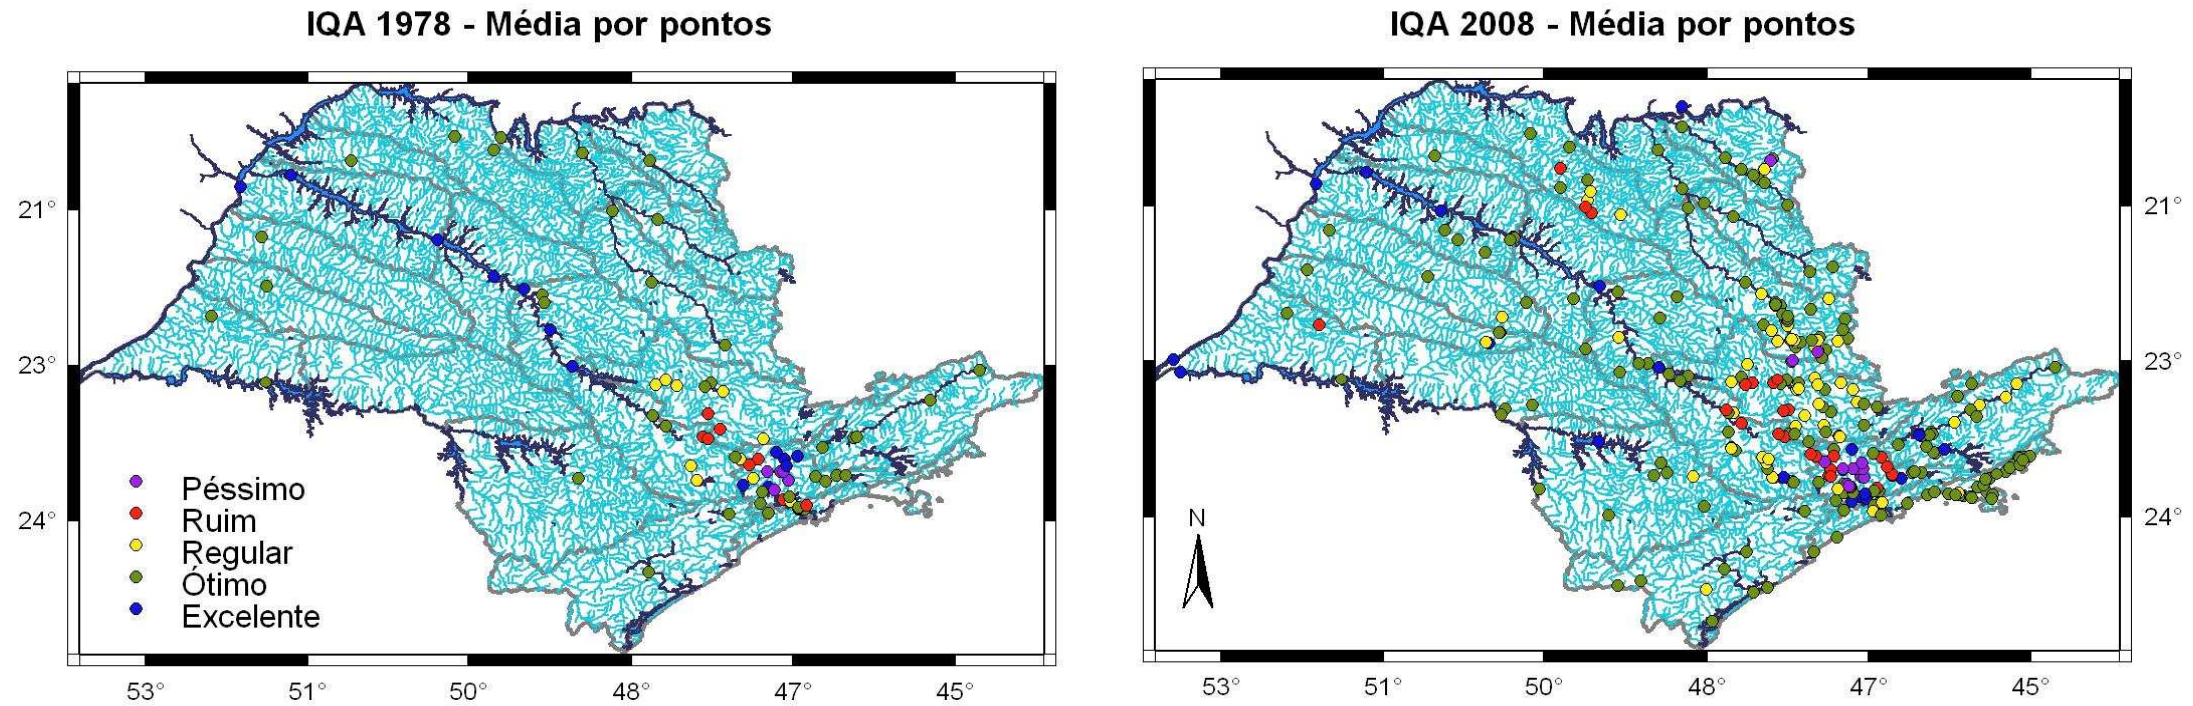 IQA 1978 - Média por pontos
IQA 2008 - Média por pontos
21°
23°
24°
Péssimo
Ruim
Regular
Ótimo
Excelente
53° 51° 50° 48° 47° 45°
N
21°
23°
24°
53° 51° 50° 48° 47° 45°